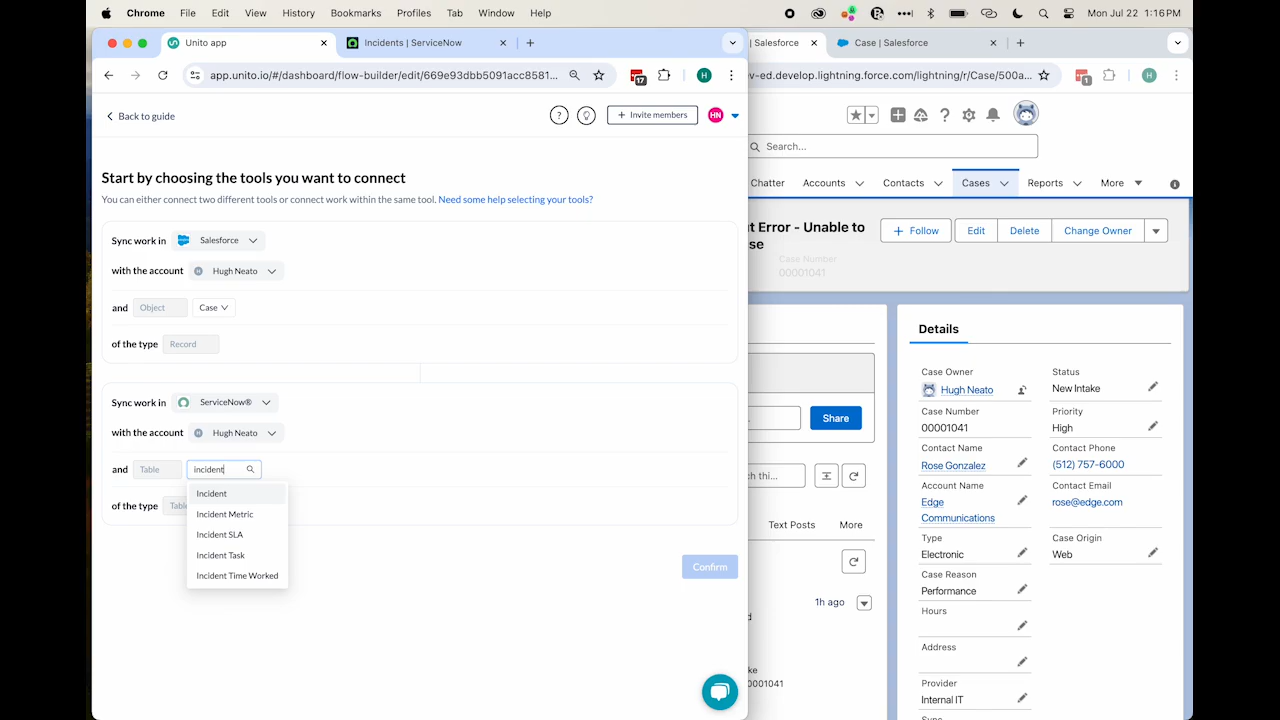 Chrome File Edit View History Bookmarks Profiles Tab Window Help Mon Jul 22 1:16 PM
Unito app
Incidents | ServiceNow
Salesforce
Case | Salesforce
app.unito.io/#/dashboard/flow-builder/edit/669e93dbb5091acc8581...
17
H
-ed.develop.lightning.force.com/lightning/r/Case/500a...
1
H
Back to guide
?
+ Invite members
HN
Search...
Start by choosing the tools you want to connect
You can either connect two different tools or connect work within the same tool. Need some help selecting your tools?
Chatter Accounts Contacts Cases Reports More
Sync work in Salesforce
with the account H Hugh Neato
and Object Case
of the type Record
Sync work in ServiceNow®
with the account H Hugh Neato
and Table incident
of the type
Incident
Incident Metric
Incident SLA
Incident Task
Incident Time Worked
Confirm
t Error - Unable to
se
+ Follow Edit Delete Change Owner
Case Number
00001041
Share
h thi...
Text Posts More
1h ago
00001041
Details
Case Owner
Hugh Neato
Status
New Intake
Case Number
00001041
Priority
High
Contact Name
Rose Gonzalez
Contact Phone
(512) 757-6000
Account Name
Edge
Communications
Contact Email
rose@edge.com
Type
Electronic
Case Origin
Web
Case Reason
Performance
Hours
Address
Provider
Internal IT
Sync